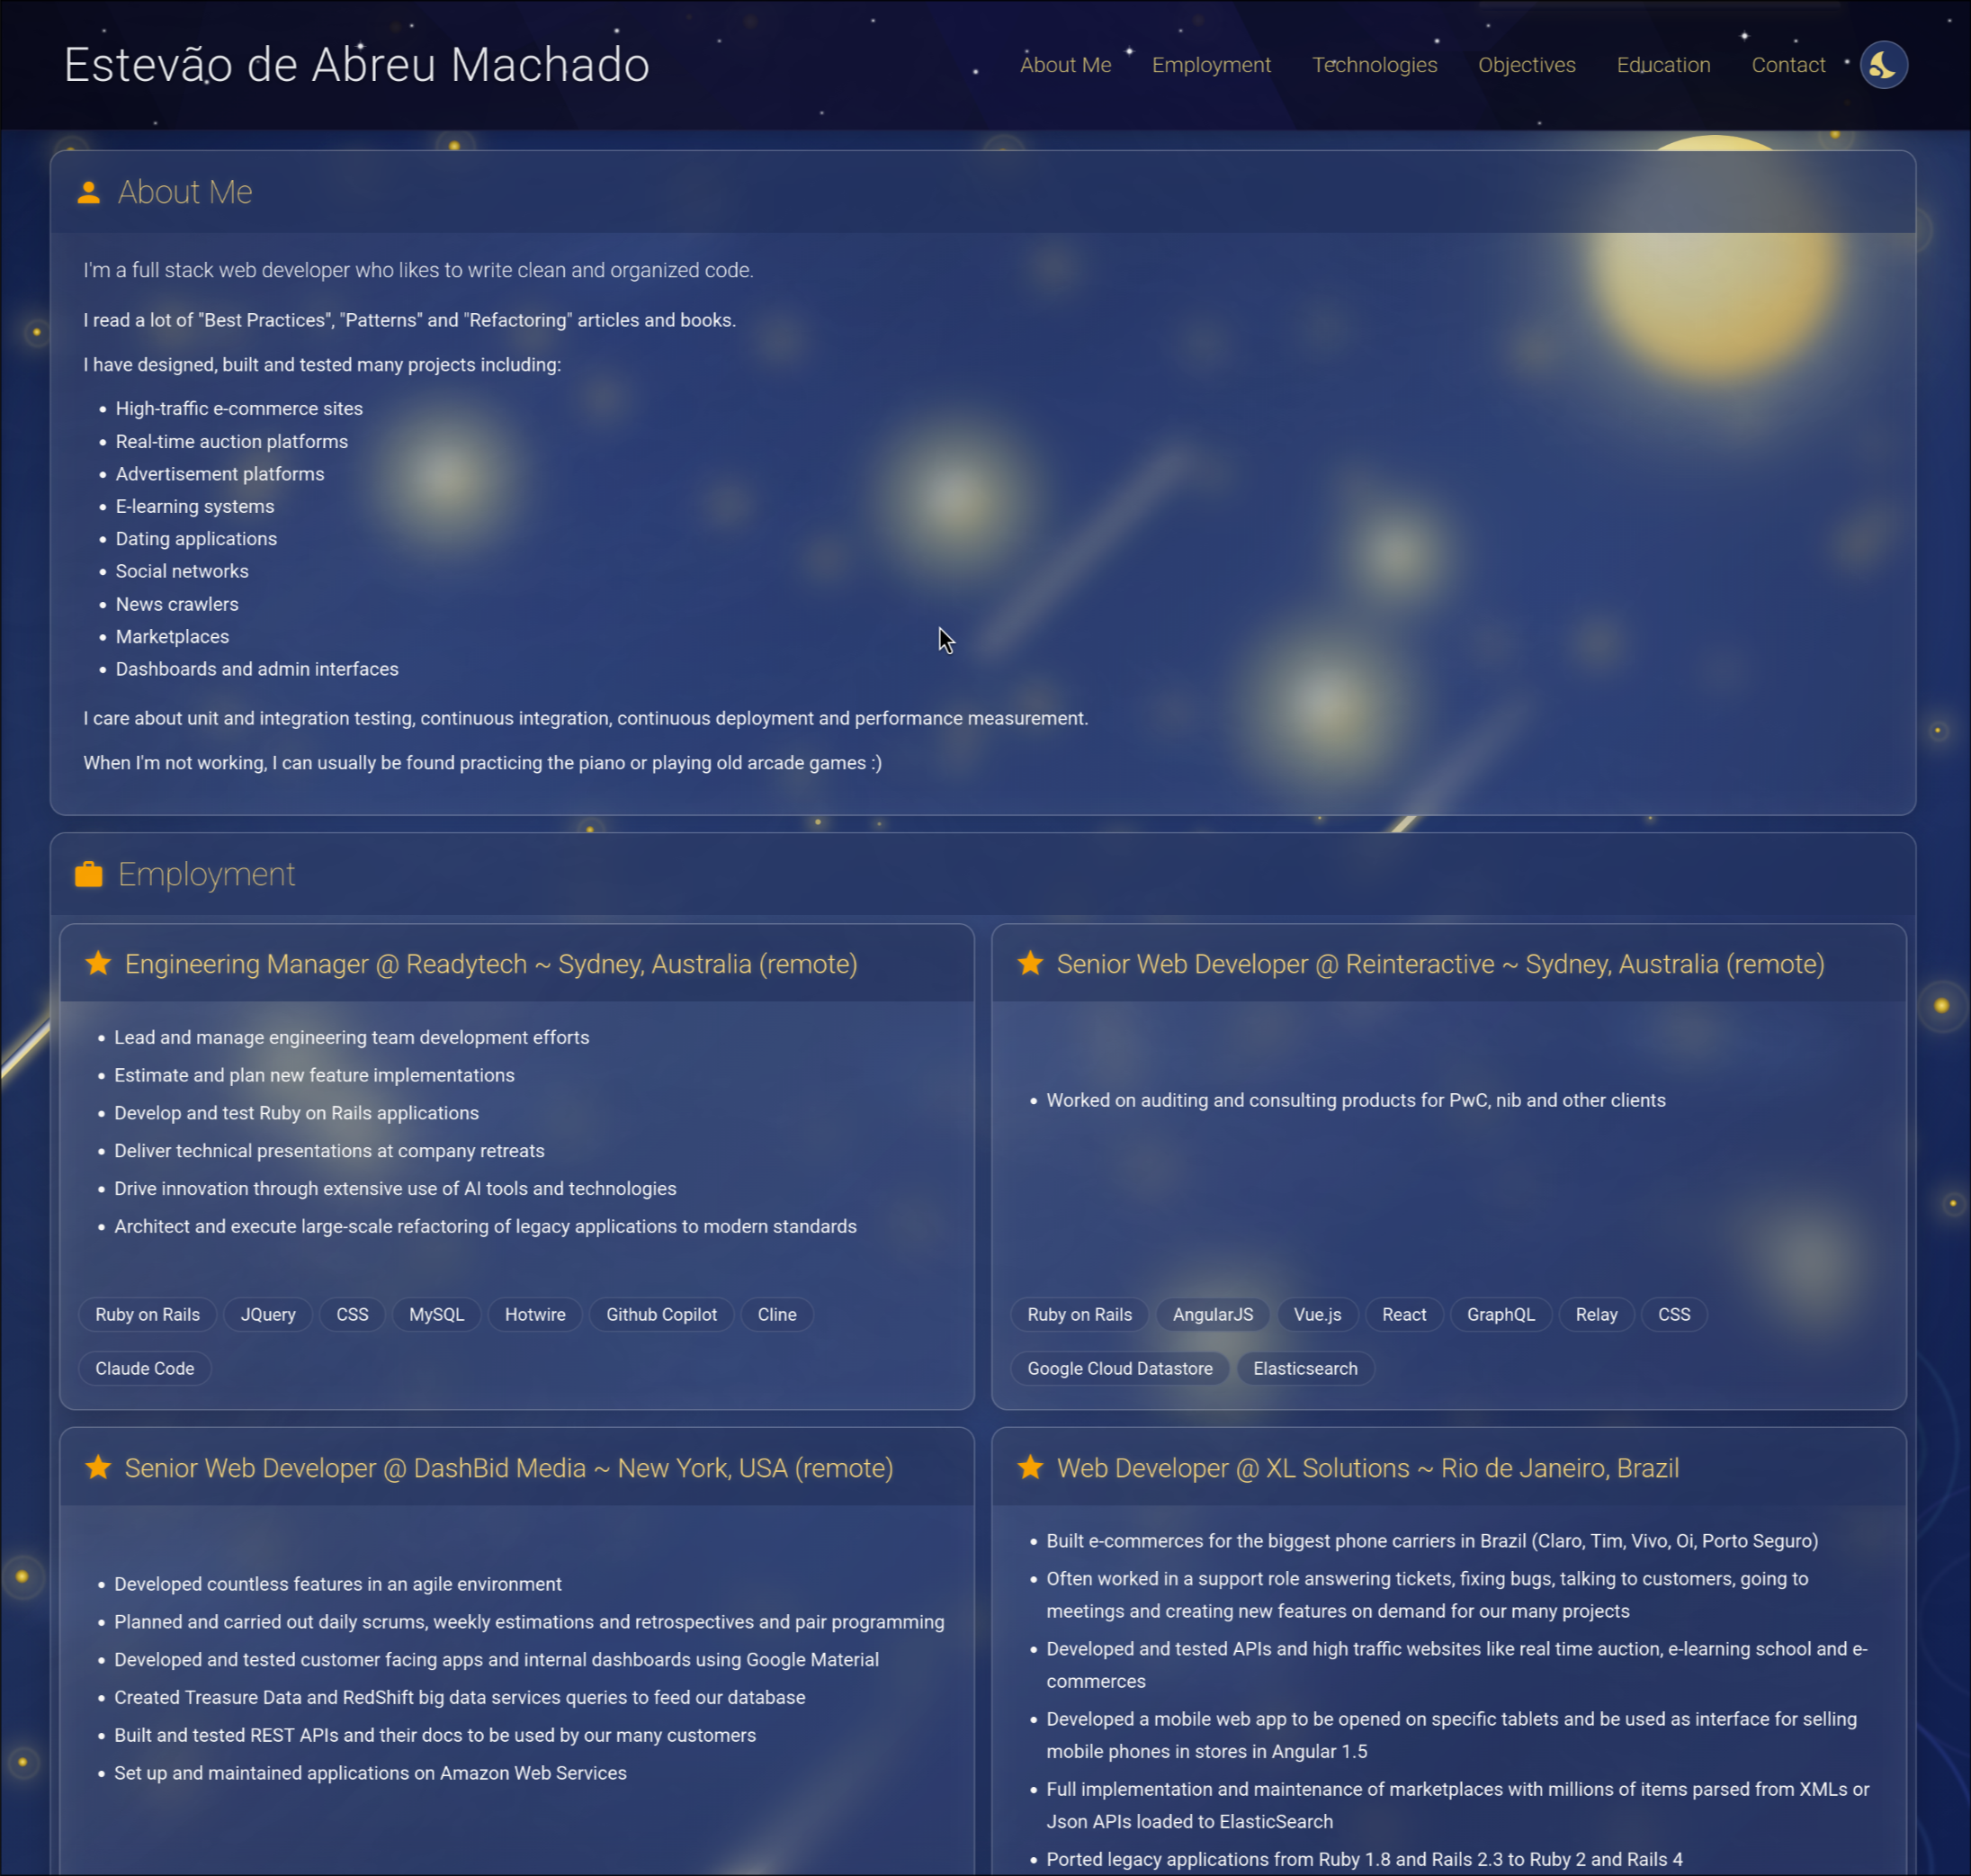 Estevão de Abreu Machado
About Me
Employment
Technologies
Objectives
Education
Contact
About Me
I'm a full stack web developer who likes to write clean and organized code.
I read a lot of "Best Practices", "Patterns" and "Refactoring" articles and books.
I have designed, built and tested many projects including:
• High-traffic e-commerce sites
• Real-time auction platforms
• Advertisement platforms
• E-learning systems
• Dating applications
• Social networks
• News crawlers
• Marketplaces
• Dashboards and admin interfaces
I care about unit and integration testing, continuous integration, continuous deployment and performance measurement.
When I'm not working, I can usually be found practicing the piano or playing old arcade games :)
Employment
Engineering Manager @ Readytech ~ Sydney, Australia (remote)
• Lead and manage engineering team development efforts
• Estimate and plan new feature implementations
• Develop and test Ruby on Rails applications
• Deliver technical presentations at company retreats
• Drive innovation through extensive use of AI tools and technologies
• Architect and execute large-scale refactoring of legacy applications to modern standards
Ruby on Rails JQuery CSS MySQL Hotwire Github Copilot Cline
Claude Code
Senior Web Developer @ Reinteractive ~ Sydney, Australia (remote)
• Worked on auditing and consulting products for PwC, nib and other clients
Ruby on Rails AngularJS Vue.js React GraphQL Relay CSS
Google Cloud Datastore Elasticsearch
Senior Web Developer @ DashBid Media ~ New York, USA (remote)
• Developed countless features in an agile environment
• Planned and carried out daily scrums, weekly estimations and retrospectives and pair programming
• Developed and tested customer facing apps and internal dashboards using Google Material
• Created Treasure Data and RedShift big data services queries to feed our database
• Built and tested REST APIs and their docs to be used by our many customers
• Set up and maintained applications on Amazon Web Services
Web Developer @ XL Solutions ~ Rio de Janeiro, Brazil
• Built e-commerces for the biggest phone carriers in Brazil (Claro, Tim, Vivo, Oi, Porto Seguro)
• Often worked in a support role answering tickets, fixing bugs, talking to customers, going to
meetings and creating new features on demand for our many projects
• Developed and tested APIs and high traffic websites like real time auction, e-learning school and e-
commerces
• Developed a mobile web app to be opened on specific tablets and be used as interface for selling
mobile phones in stores in Angular 1.5
• Full implementation and maintenance of marketplaces with millions of items parsed from XMLs or
Json APIs loaded to ElasticSearch
• Ported legacy applications from Ruby 1.8 and Rails 2.3 to Ruby 2 and Rails 4